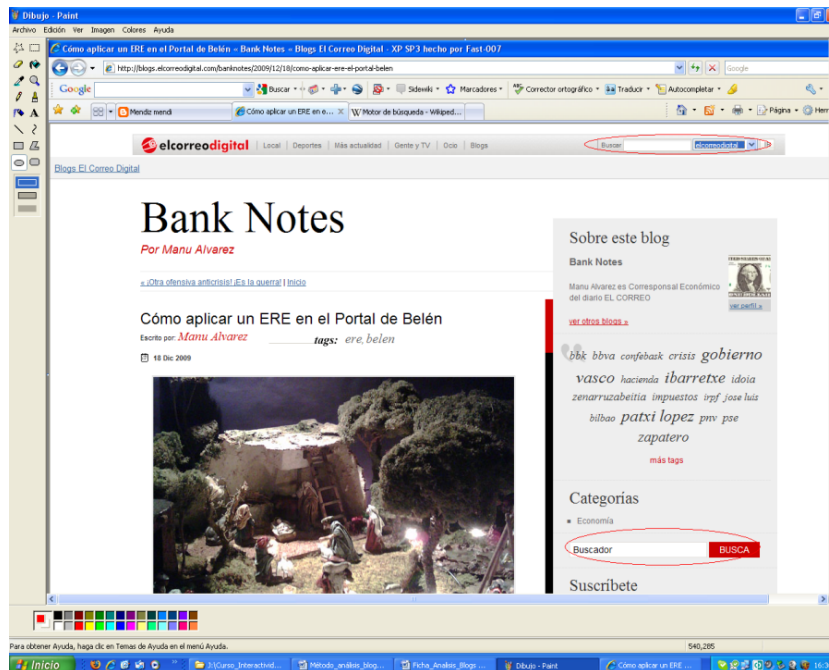 Dibujo - Paint
Archivo Edición Ver Imagen Colores Ayuda
Cómo aplicar un ERE en el Portal de Belén « Bank Notes « Blogs El Correo Digital - XP SP3 hecho por Fast-007
http://blogs.elcorreodigital.com/banknotes/2009/12/18/como-aplicar-ere-el-portal-belen
Google
Google Buscar Sidewiki Marcadores Corrector ortográfico Traducir Autocompletar
Mendiz mendi Cómo aplicar un ERE en e... Motor de búsqueda - Wikiped... Página Herr
elcorreodigital Local Deportes Más actualidad Gente y TV Ocio Blogs Buscar elcorreodigital
Blogs El Correo Digital
Bank Notes
Por Manu Alvarez
« ¡Otra ofensiva anticrisis! ¡Es la guerra! | Inicio
Cómo aplicar un ERE en el Portal de Belén
Escrito por: Manu Alvarez tags: ere, belen
18 Dic 2009
Sobre este blog
Bank Notes
Manu Alvarez es Corresponsal Económico
del diario EL CORREO
ver perfil »
ver otros blogs »
bbk bbva confebask crisis gobierno
vasco hacienda ibarretxe idoia
zenarruzabeitia impuestos irpf jose luis
bilbao patxi lopez pnv pse
zapatero
más tags
Categorías
Economía
Buscador BUSCA
Suscríbete
Para obtener Ayuda, haga clic en Temas de Ayuda en el menú Ayuda. 540,285
Inicio J:\Curso_Interactivid... Método_análisis_blog... Ficha_Analisis_Blogs ... Dibujo - Paint Cómo aplicar un ERE ...